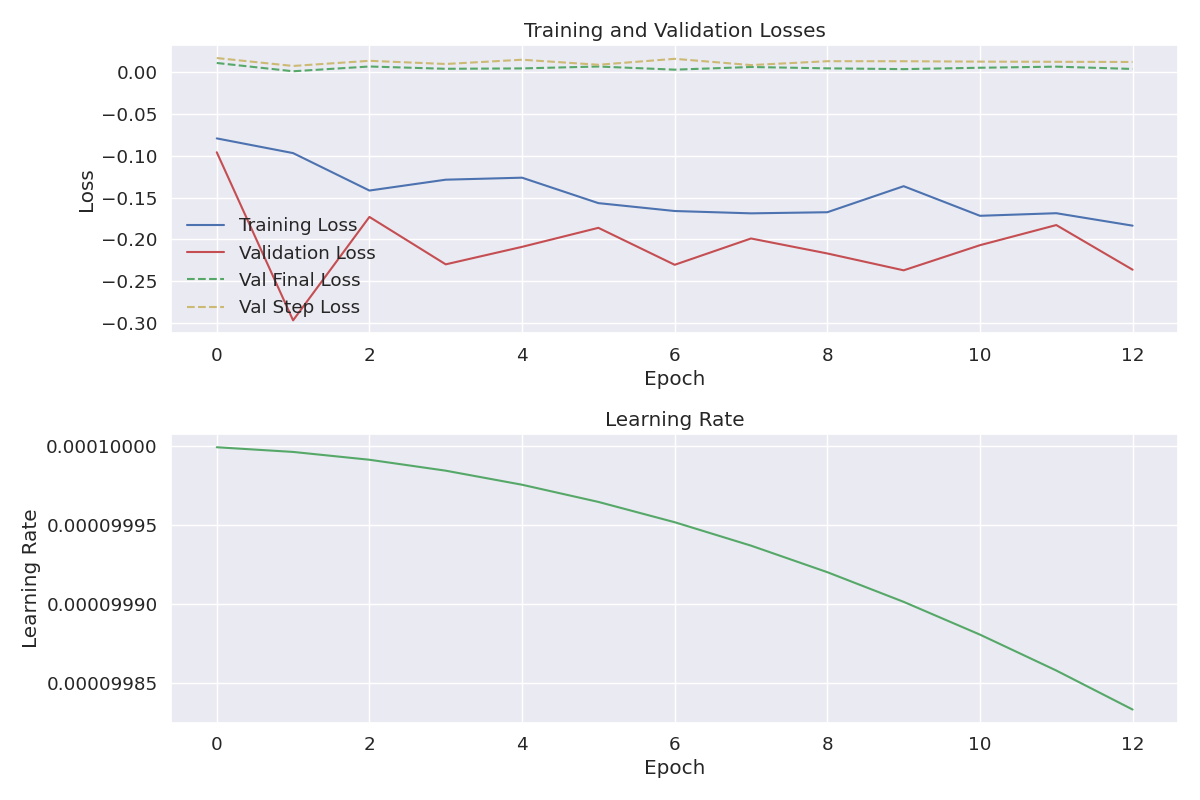 Training and Validation Losses
0.00
−0.05
−0.10
−0.15
−0.20
−0.25
−0.30
Loss
Training Loss
Validation Loss
Val Final Loss
Val Step Loss
0 2 4 6 8 10 12
Epoch
Learning Rate
0.00010000
0.00009995
0.00009990
0.00009985
Learning Rate
0 2 4 6 8 10 12
Epoch